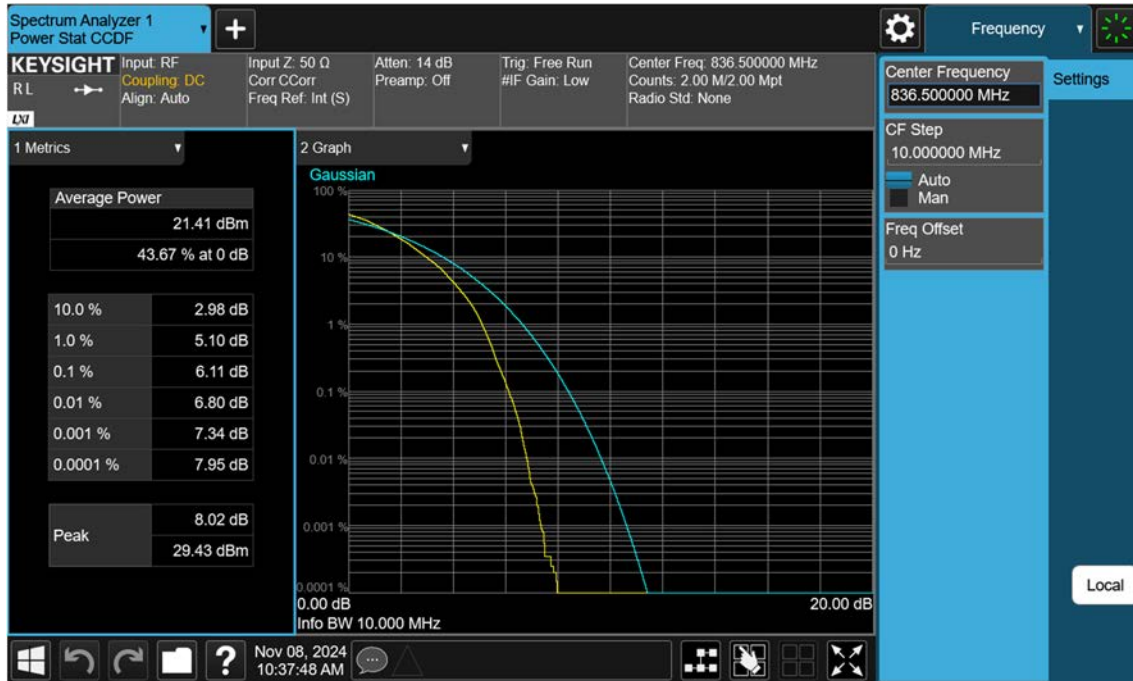 Spectrum Analyzer 1
Power Stat CCDF
Frequency
KEYSIGHT
R L
LXI
Input: RF
Coupling: DC
Align: Auto
Input Z: 50 Ω
Corr CCorr
Freq Ref: Int (S)
Atten: 14 dB
Preamp: Off
Trig: Free Run
#IF Gain: Low
Center Freq: 836.500000 MHz
Counts: 2.00 M/2.00 Mpt
Radio Std: None
Center Frequency
836.500000 MHz
Settings
CF Step
10.000000 MHz
Auto
Man
Freq Offset
0 Hz
Local
1 Metrics
Average Power
21.41 dBm
43.67 % at 0 dB
10.0 % 2.98 dB
1.0 % 5.10 dB
0.1 % 6.11 dB
0.01 % 6.80 dB
0.001 % 7.34 dB
0.0001 % 7.95 dB
Peak
8.02 dB
29.43 dBm
2 Graph
Gaussian
100 %
10 %
1 %
0.1 %
0.01 %
0.001 %
0.0001 %
0.00 dB 20.00 dB
Info BW 10.000 MHz
?
Nov 08, 2024
10:37:48 AM